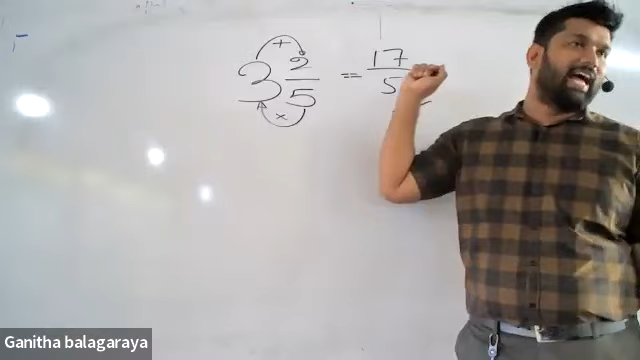 3 2/5 = 17/5
+
×
Ganitha balagaraya